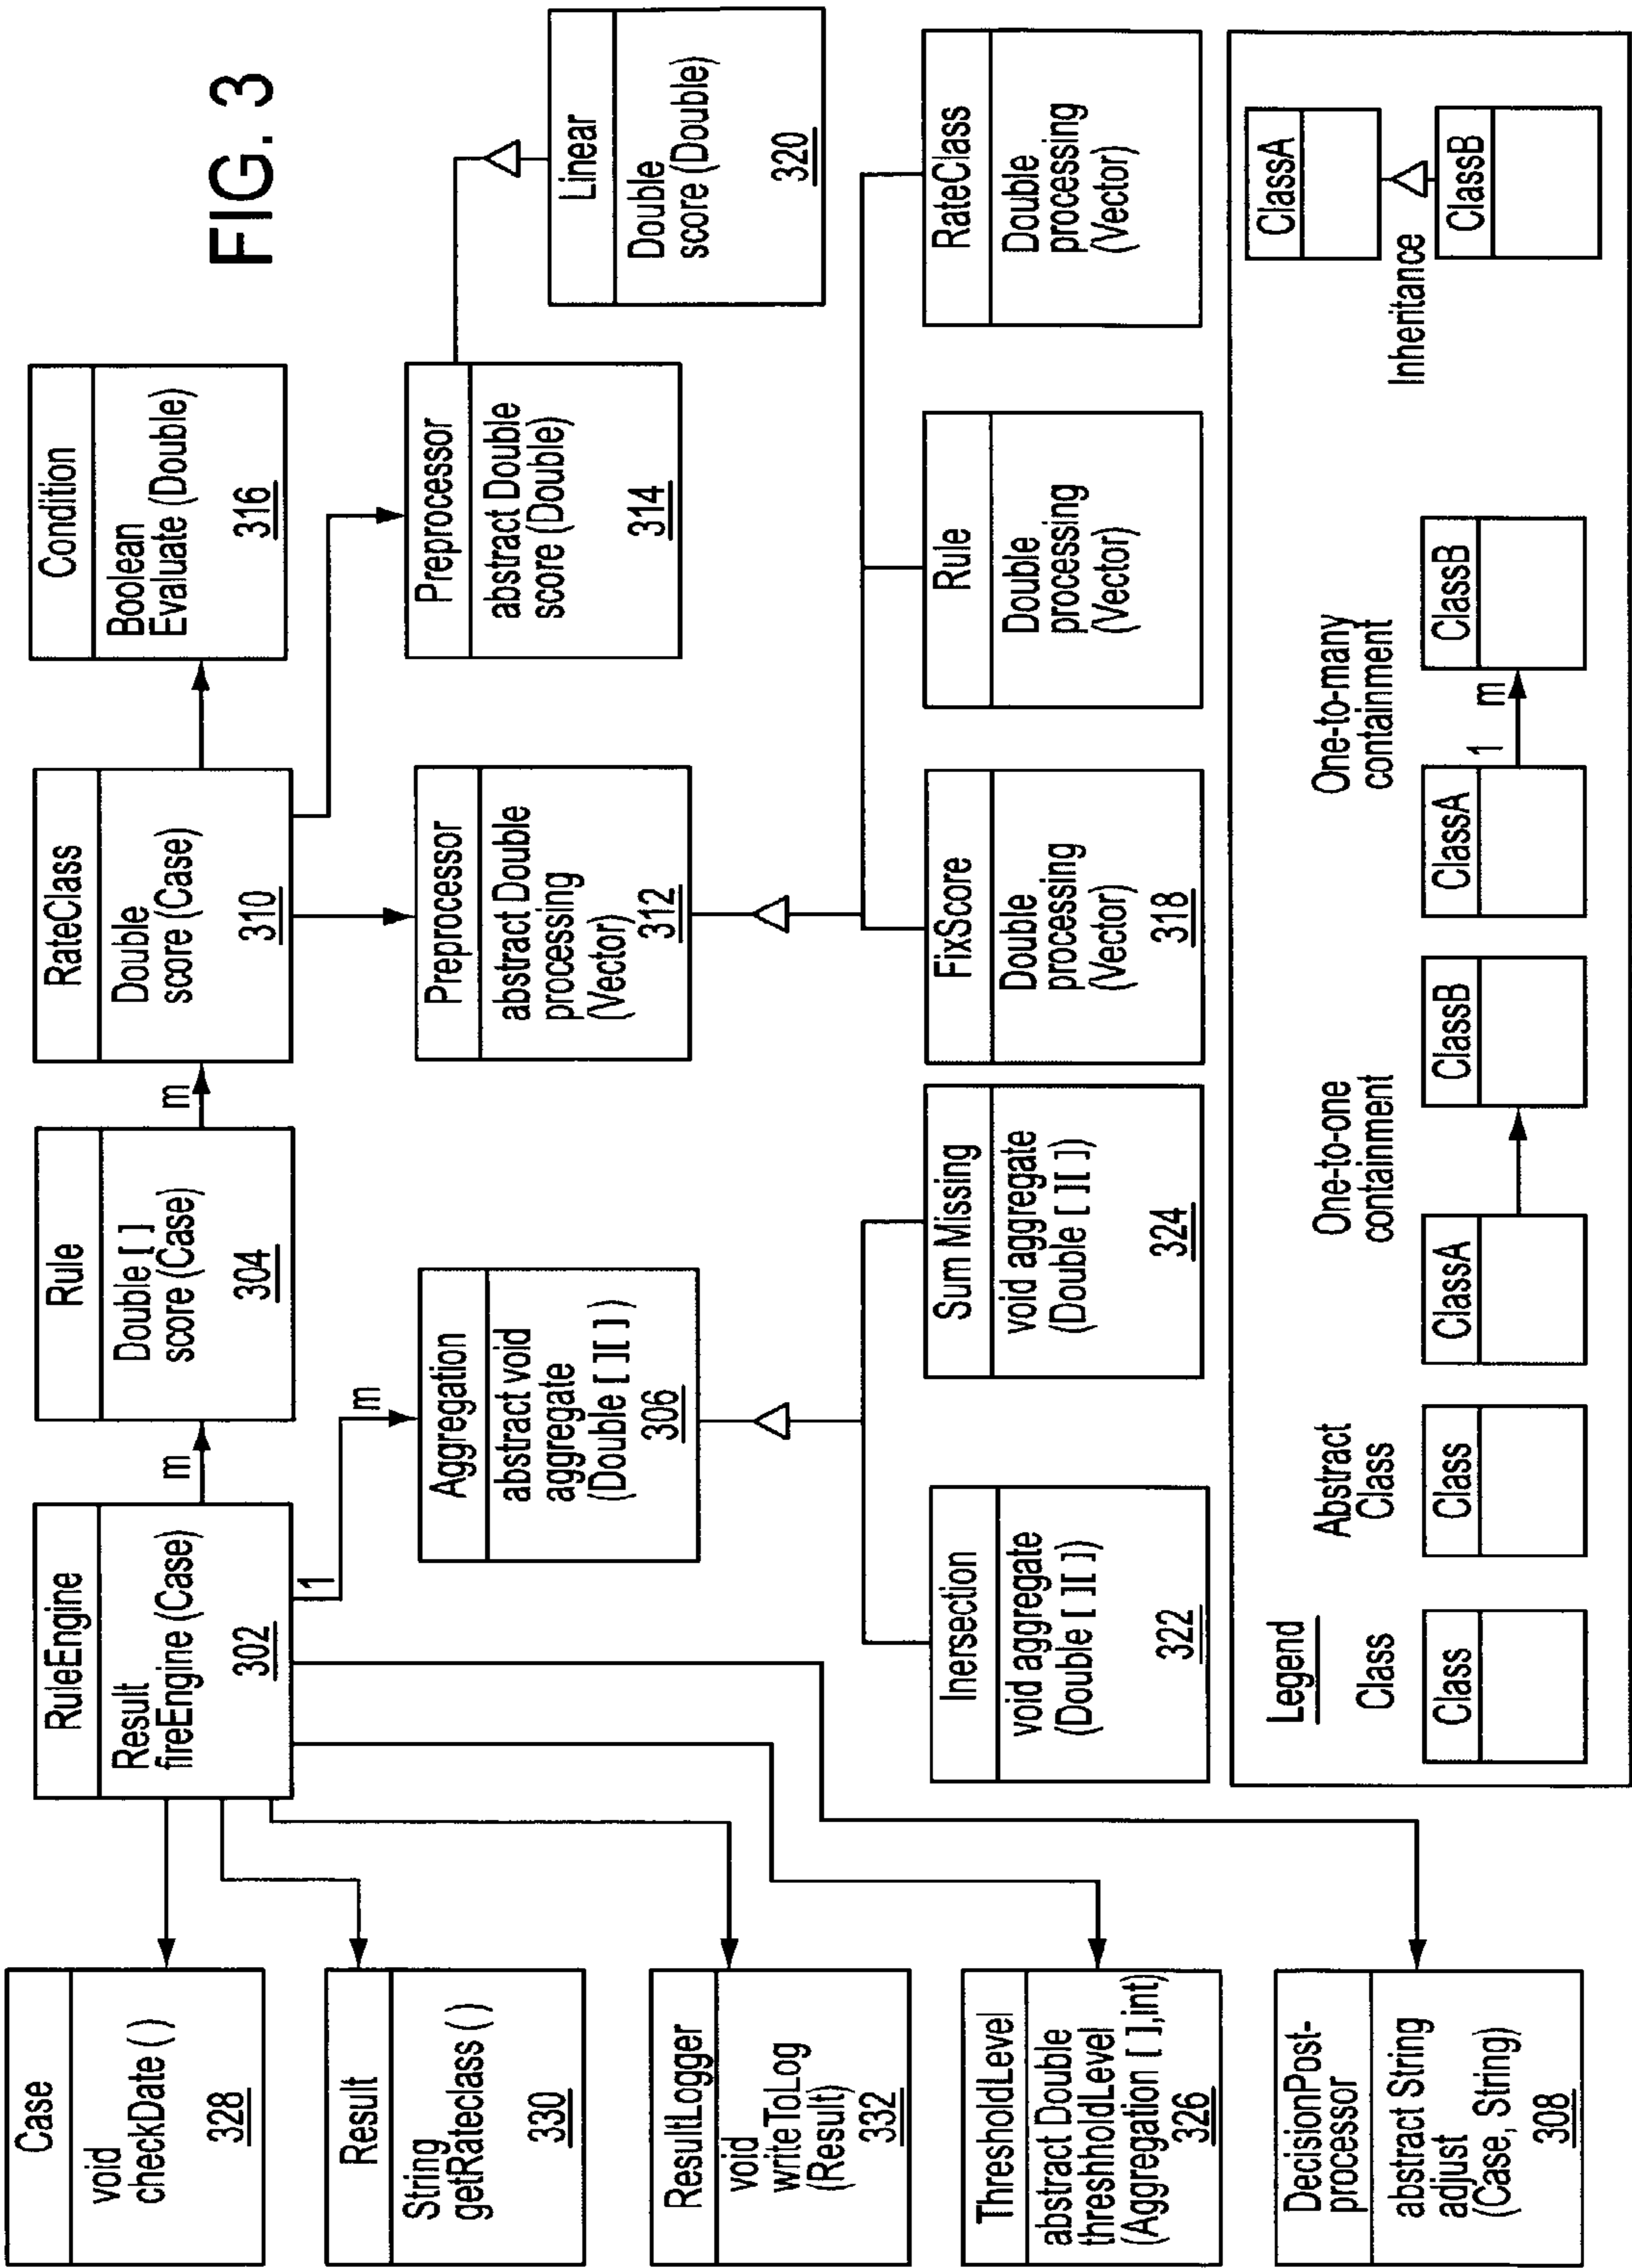 FIG. 3
Case
void
checkDate ( )
328
Result
String
getRateclass ( )
330
ResultLogger
void
writeToLog
(Result)
332
ThresholdLevel
abstract Double
threshholdLevel
(Aggregation [ ],int)
326
DecisionPost-
processor
abstract String
adjust
(Case, String)
308
RuleEngine
Result
fireEngine (Case)
302
m
1
m
Rule
Double [ ]
score (Case)
304
m
RateClass
Double
score (Case)
310
Condition
Boolean
Evaluate (Double)
316
Aggregation
abstract void
aggregate
(Double [ ][ ] )
306
Preprocessor
abstract Double
processing
(Vector)
312
Preprocessor
abstract Double
score (Double)
314
Linear
Double
score (Double)
320
Inersection
void aggregate
(Double [ ][ ])
322
Sum Missing
void aggregate
(Double [ ][ ])
324
FixScore
Double
processing
(Vector)
318
Rule
Double
processing
(Vector)
RateClass
Double
processing
(Vector)
Legend
Class
Class
Abstract
Class
Class
One-to-one
containment
ClassA
ClassB
One-to-many
containment
ClassA
1
m
ClassB
Inheritance
ClassA
ClassB